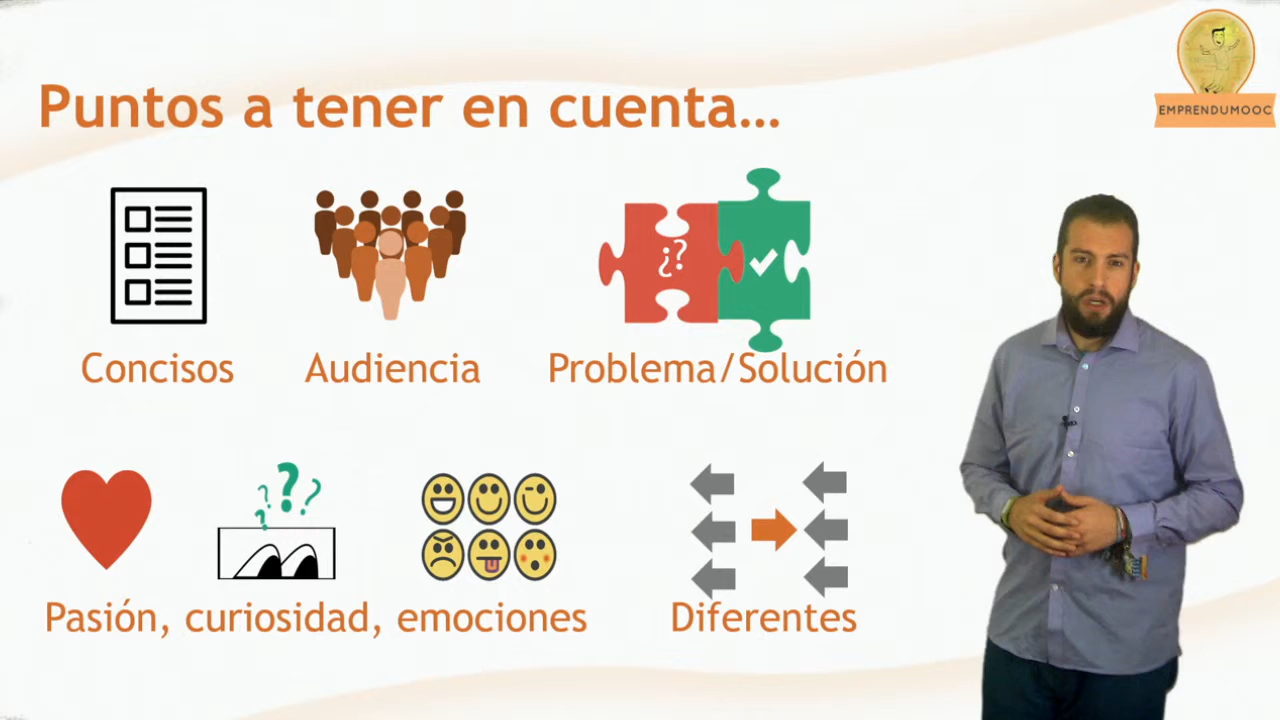 Puntos a tener en cuenta...
EMPRENDUMOOC
¿?
Concisos
Audiencia
Problema/Solución
? ? ? ?
Pasión, curiosidad, emociones
Diferentes